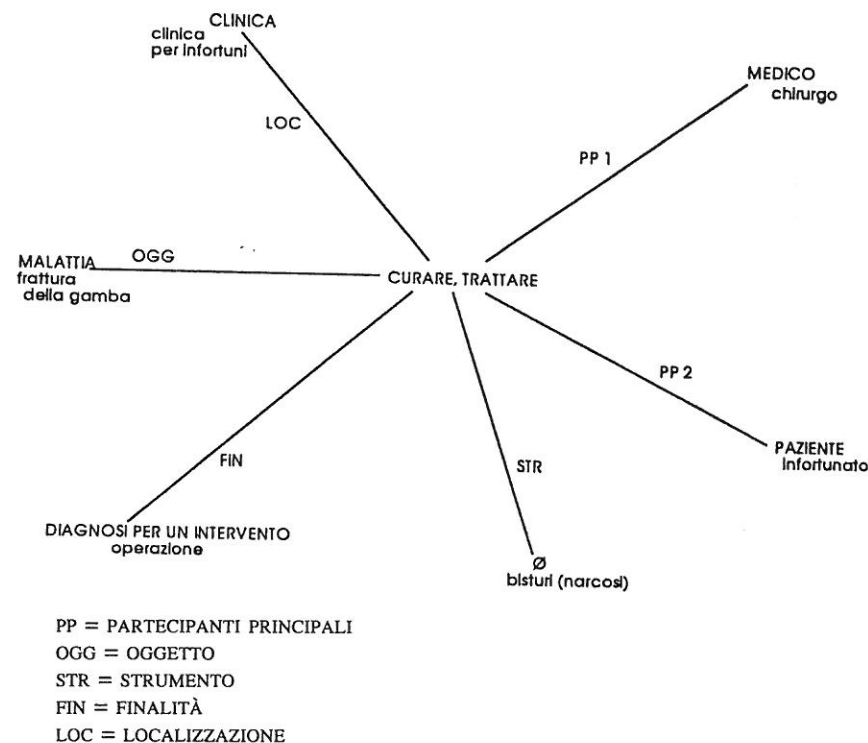 CLINICA
clinica
per infortuni
MEDICO
chirurgo
LOC
PP 1
OGG
MALATTIA
frattura
della gamba
CURARE, TRATTARE
PP 2
PAZIENTE
infortunato
FIN
STR
DIAGNOSI PER UN INTERVENTO
operazione
Ø
bisturi (narcosi)
PP = PARTECIPANTI PRINCIPALI
OGG = OGGETTO
STR = STRUMENTO
FIN = FINALITÀ
LOC = LOCALIZZAZIONE